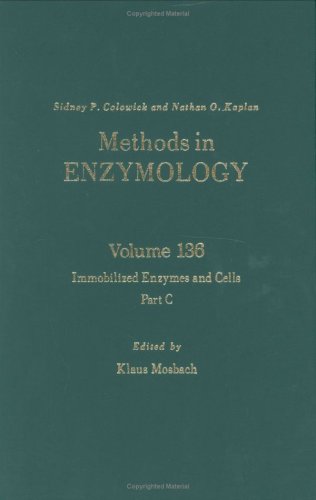 Sidney P. Colowick and Nathan O. Kaplan
Methods in
ENZYMOLOGY
Volume 136
Immobilized Enzymes and Cells
Part C
Edited by
Klaus Mosbach